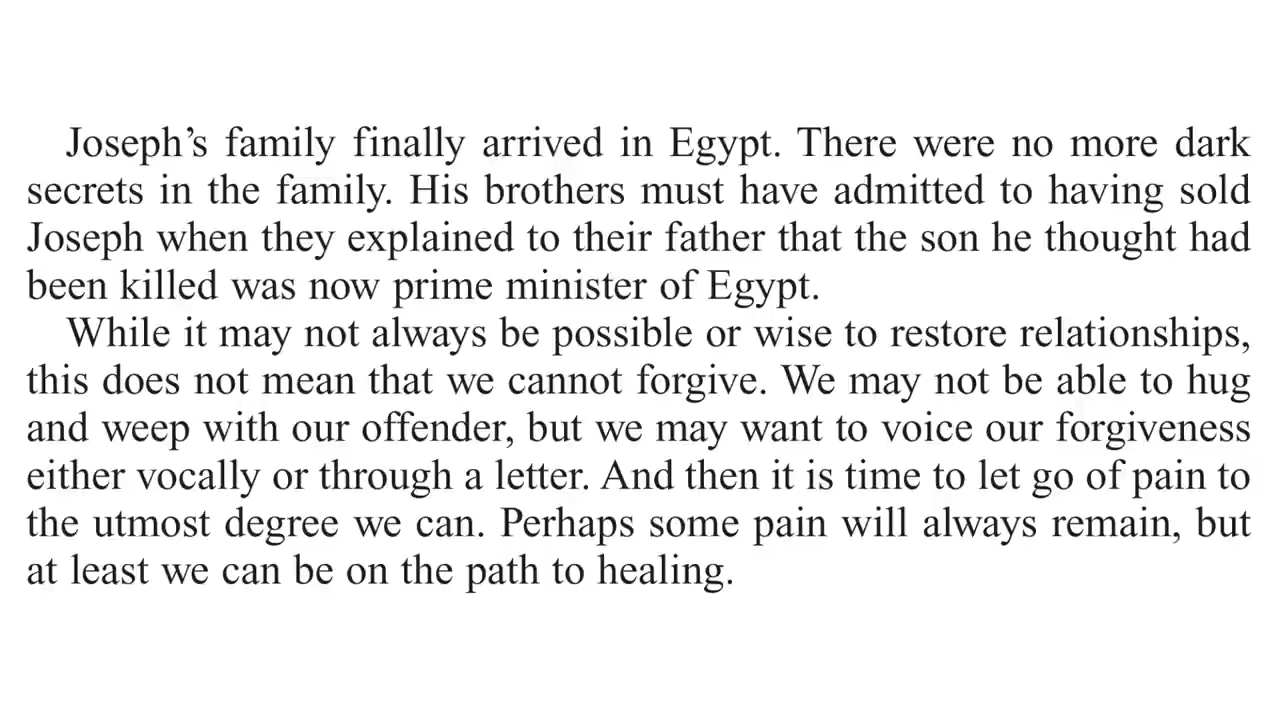 Joseph’s family finally arrived in Egypt. There were no more dark
secrets in the family. His brothers must have admitted to having sold
Joseph when they explained to their father that the son he thought had
been killed was now prime minister of Egypt.
While it may not always be possible or wise to restore relationships,
this does not mean that we cannot forgive. We may not be able to hug
and weep with our offender, but we may want to voice our forgiveness
either vocally or through a letter. And then it is time to let go of pain to
the utmost degree we can. Perhaps some pain will always remain, but
at least we can be on the path to healing.